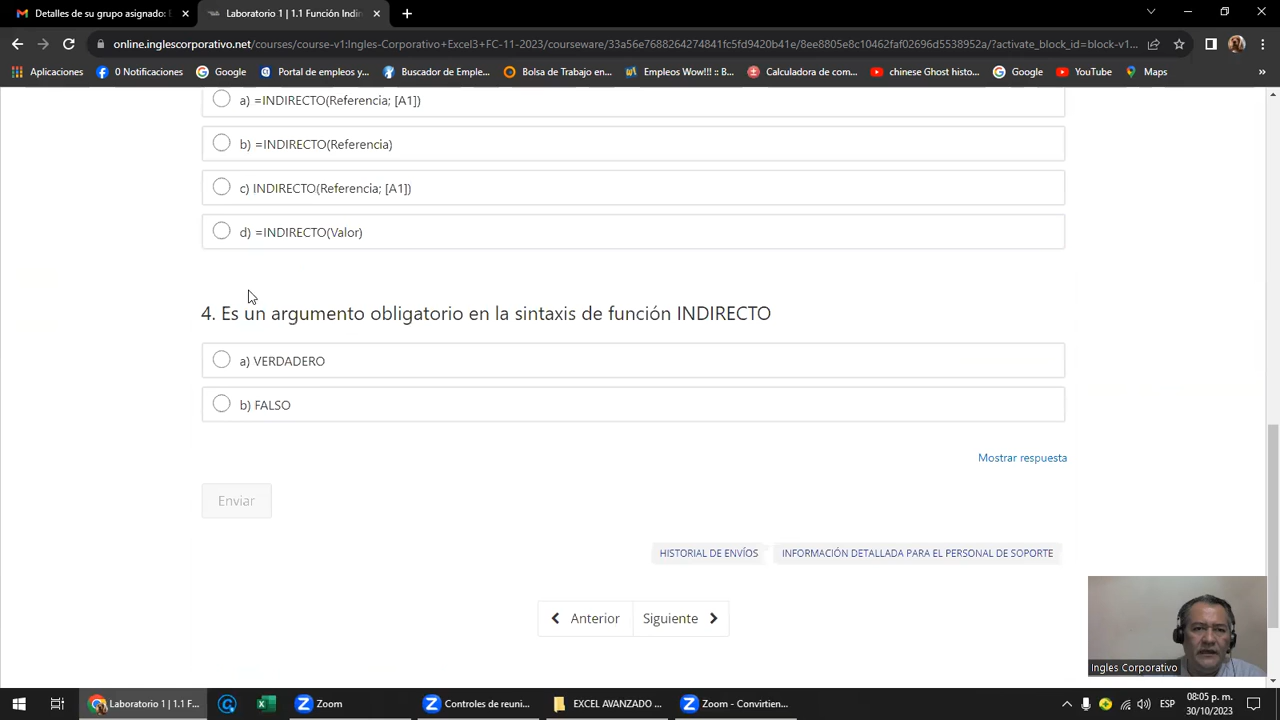 Detalles de su grupo asignado: I
Laboratorio 1 | 1.1 Función Indir
online.inglescorporativo.net/courses/course-v1:Ingles-Corporativo+Excel3+FC-11-2023/courseware/33a56e7688264274841fc5fd9420b41e/8ee8805e8c10462faf02696d5538952a/?activate_block_id=block-v1...
Aplicaciones
0 Notificaciones
Google
Portal de empleos y...
Buscador de Emple...
Bolsa de Trabajo en...
Empleos Wow!!! :: B...
Calculadora de com...
chinese Ghost histo...
Google
YouTube
Maps
a) =INDIRECTO(Referencia; [A1])
b) =INDIRECTO(Referencia)
c) INDIRECTO(Referencia; [A1])
d) =INDIRECTO(Valor)
4. Es un argumento obligatorio en la sintaxis de función INDIRECTO
a) VERDADERO
b) FALSO
Mostrar respuesta
Enviar
HISTORIAL DE ENVÍOS
INFORMACIÓN DETALLADA PARA EL PERSONAL DE SOPORTE
Anterior
Siguiente
Ingles Corporativo
Laboratorio 1 | 1.1 F...
Zoom
Controles de reuni...
EXCEL AVANZADO ...
Zoom - Convirtien...
ESP
08:05 p. m.
30/10/2023